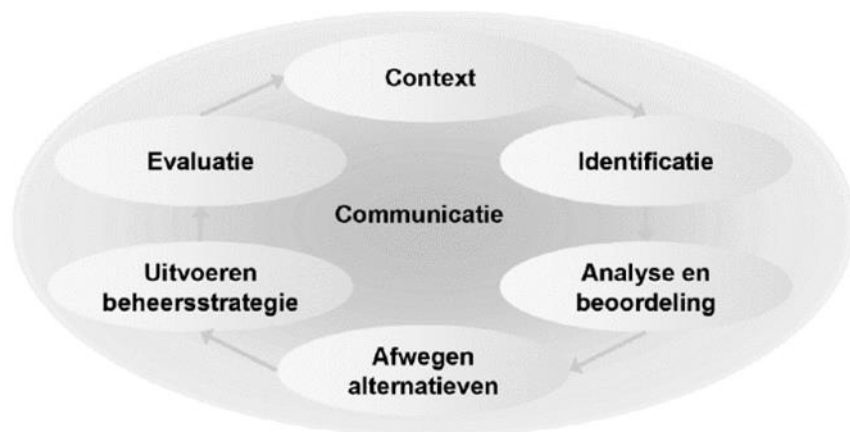 Context
Evaluatie
Identificatie
Communicatie
Uitvoeren
beheersstrategie
Analyse en
beoordeling
Afwegen
alternatieven